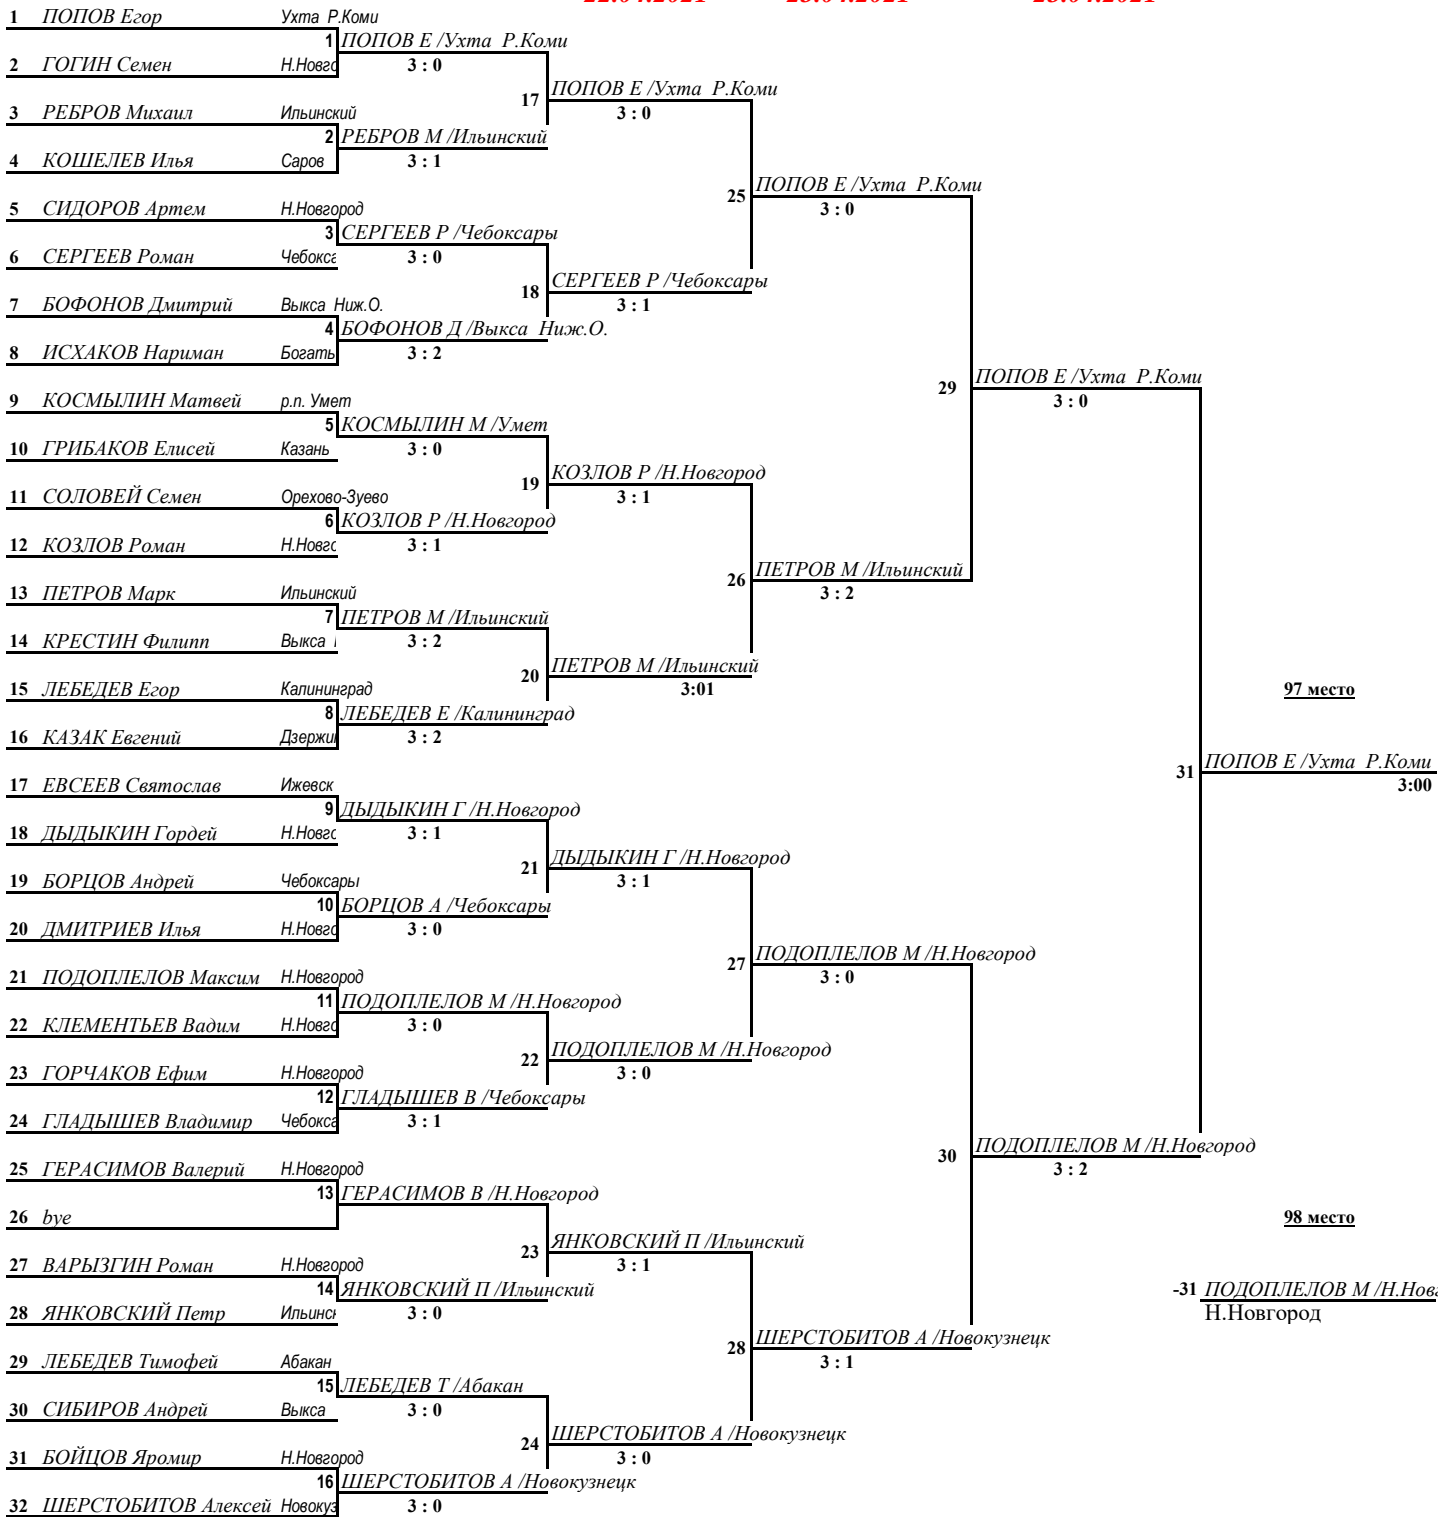 1 ПОПОВ Егор Ухта Р.Коми
1 ПОПОВ Е /Ухта Р.Коми
2 ГОГИН Семен Н.Новгс 3 : 0
17 ПОПОВ Е /Ухта Р.Коми
3 РЕБРОВ Михаил Ильинский 3 : 0
2 РЕБРОВ М /Ильинский
4 КОШЕЛЕВ Илья Саров 3 : 1
25 ПОПОВ Е /Ухта Р.Коми
5 СИДОРОВ Артем Н.Новгород 3 : 0
3 СЕРГЕЕВ Р /Чебоксары
6 СЕРГЕЕВ Роман Чебокса 3 : 0
18 СЕРГЕЕВ Р /Чебоксары
7 БОФОНОВ Дмитрий Выкса Ниж.О. 3 : 1
4 БОФОНОВ Д /Выкса Ниж.О.
8 ИСХАКОВ Нариман Богать 3 : 2
29 ПОПОВ Е /Ухта Р.Коми
9 КОСМЫЛИН Матвей р.п. Умет 3 : 0
5 КОСМЫЛИН М /Умет
10 ГРИБАКОВ Елисей Казань 3 : 0
19 КОЗЛОВ Р /Н.Новгород
11 СОЛОВЕЙ Семен Орехово-Зуево 3 : 1
6 КОЗЛОВ Р /Н.Новгород
12 КОЗЛОВ Роман Н.Новгс 3 : 1
26 ПЕТРОВ М /Ильинский
13 ПЕТРОВ Марк Ильинский 3 : 2
7 ПЕТРОВ М /Ильинский
14 КРЕСТИН Филипп Выкса 3 : 2
20 ПЕТРОВ М /Ильинский
15 ЛЕБЕДЕВ Егор Калининград 3:01 97 место
8 ЛЕБЕДЕВ Е /Калининград
16 КАЗАК Евгений Дзержи 3 : 2
31 ПОПОВ Е /Ухта Р.Коми
17 ЕВСЕЕВ Святослав Ижевск 3:00
9 ДЫДЫКИН Г /Н.Новгород
18 ДЫДЫКИН Гордей Н.Новгс 3 : 1
21 ДЫДЫКИН Г /Н.Новгород
19 БОРЦОВ Андрей Чебоксары 3 : 1
10 БОРЦОВ А /Чебоксары
20 ДМИТРИЕВ Илья Н.Новгс 3 : 0
27 ПОДОПЛЕЛОВ М /Н.Новгород
21 ПОДОПЛЕЛОВ Максим Н.Новгород 3 : 0
11 ПОДОПЛЕЛОВ М /Н.Новгород
22 КЛЕМЕНТЬЕВ Вадим Н.Новгс 3 : 0
22 ПОДОПЛЕЛОВ М /Н.Новгород
23 ГОРЧАКОВ Ефим Н.Новгород 3 : 0
12 ГЛАДЫШЕВ В /Чебоксары
24 ГЛАДЫШЕВ Владимир Чебокса 3 : 1
30 ПОДОПЛЕЛОВ М /Н.Новгород
25 ГЕРАСИМОВ Валерий Н.Новгород 3 : 2
13 ГЕРАСИМОВ В /Н.Новгород
26 bye 98 место
23 ЯНКОВСКИЙ П /Ильинский
27 ВАРЫЗГИН Роман Н.Новгород 3 : 1
14 ЯНКОВСКИЙ П /Ильинский -31 ПОДОПЛЕЛОВ М /Н.Нов
28 ЯНКОВСКИЙ Петр Ильинск 3 : 0 Н.Новгород
28 ШЕРСТОБИТОВ А /Новокузнецк
29 ЛЕБЕДЕВ Тимофей Абакан 3 : 1
15 ЛЕБЕДЕВ Т /Абакан
30 СИБИРОВ Андрей Выкса 3 : 0
24 ШЕРСТОБИТОВ А /Новокузнецк
31 БОЙЦОВ Яромир Н.Новгород 3 : 0
16 ШЕРСТОБИТОВ А /Новокузнецк
32 ШЕРСТОБИТОВ Алексей Новокуз 3 : 0